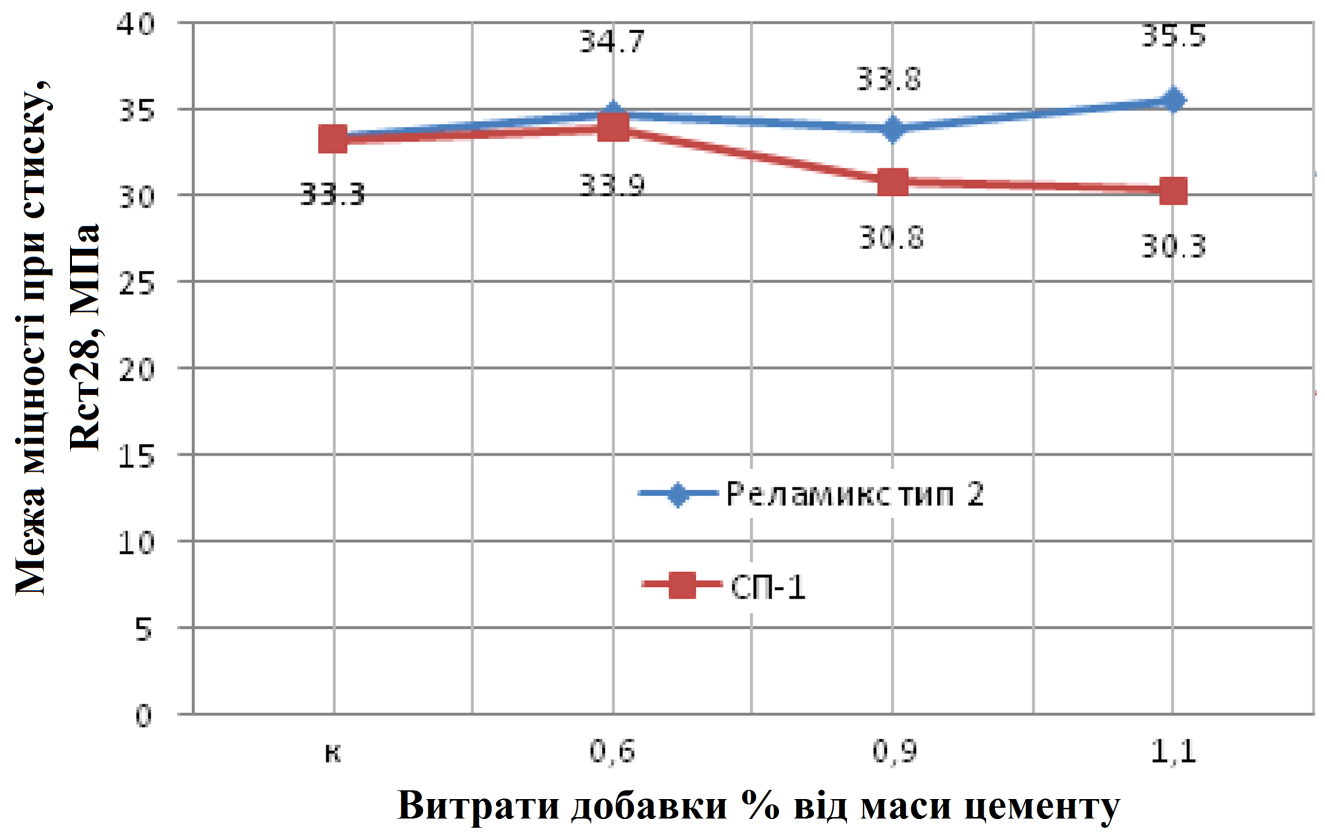 Межа міцності при стиску,
Rст28, МПа
40
35
30
25
20
15
10
5
0
34.7
33.8
35.5
33.3
33.9
30.8
30.3
Реламикс тип 2
СП-1
к 0,6 0,9 1,1
Витрати добавки % від маси цементу